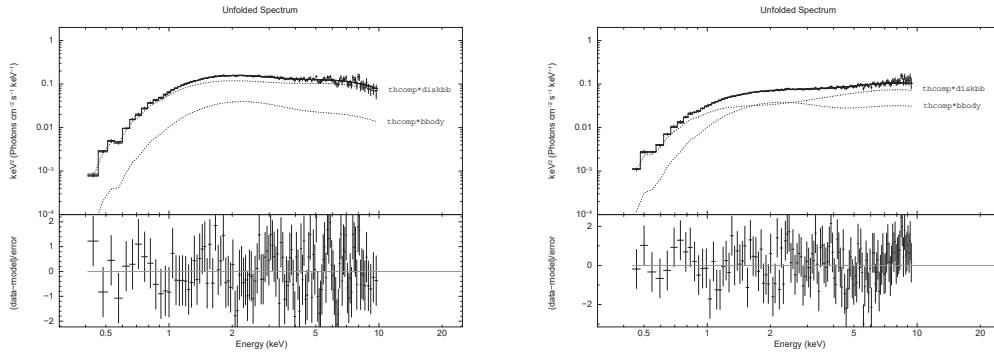 Unfolded Spectrum
1
0.1
0.01
10⁻³
10⁻⁴
keV² (Photons cm⁻² s⁻¹ keV⁻¹)
thcomp*diskbb
thcomp*bbody
2
1
0
−1
−2
(data−model)/error
0.5 1 2 5 10 20
Energy (keV)
Unfolded Spectrum
1
0.1
0.01
10⁻³
10⁻⁴
keV² (Photons cm⁻² s⁻¹ keV⁻¹)
thcomp*diskbb
thcomp*bbody
2
0
−2
(data−model)/error
0.5 1 2 5 10 20
Energy (keV)